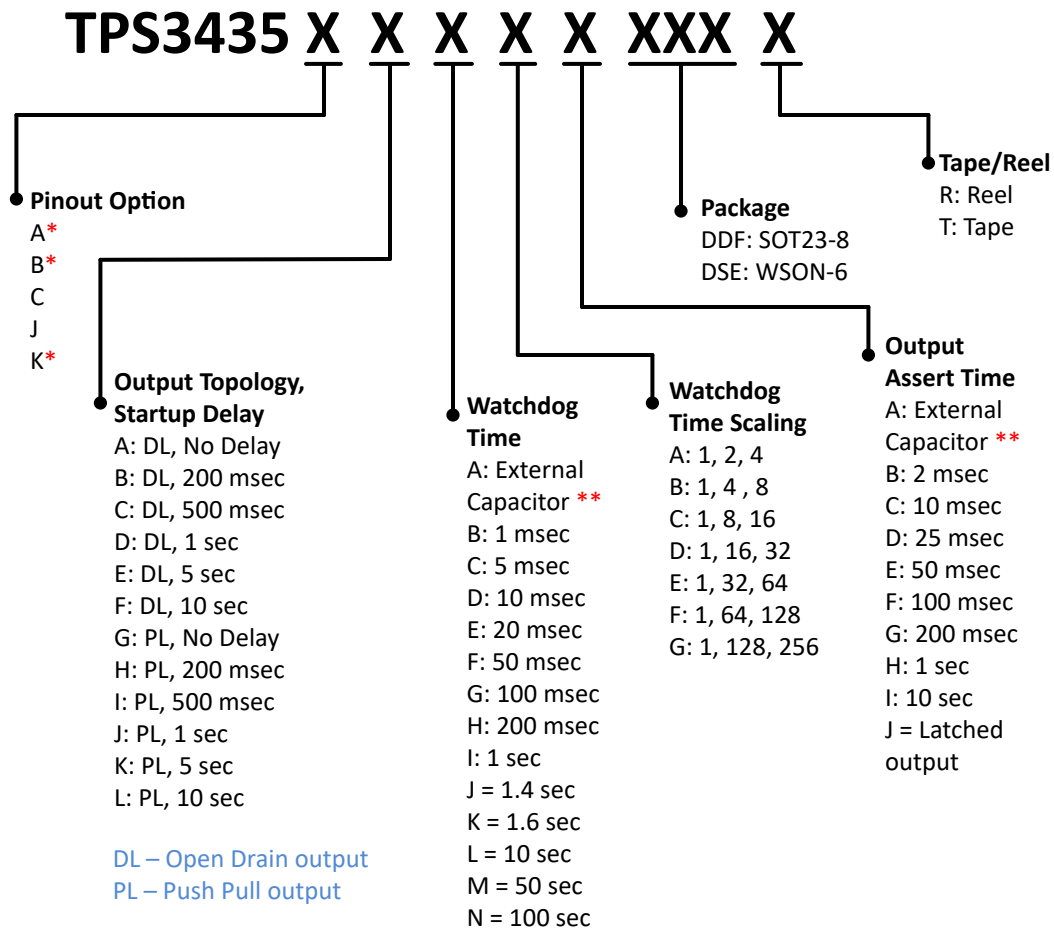 TPS3435 X X X X X XXX X
Pinout Option
A*
B*
C
J
K*
Output Topology,
Startup Delay
A: DL, No Delay
B: DL, 200 msec
C: DL, 500 msec
D: DL, 1 sec
E: DL, 5 sec
F: DL, 10 sec
G: PL, No Delay
H: PL, 200 msec
I: PL, 500 msec
J: PL, 1 sec
K: PL, 5 sec
L: PL, 10 sec
DL – Open Drain output
PL – Push Pull output
Watchdog
Time
A: External
Capacitor **
B: 1 msec
C: 5 msec
D: 10 msec
E: 20 msec
F: 50 msec
G: 100 msec
H: 200 msec
I: 1 sec
J = 1.4 sec
K = 1.6 sec
L = 10 sec
M = 50 sec
N = 100 sec
Watchdog
Time Scaling
A: 1, 2, 4
B: 1, 4 , 8
C: 1, 8, 16
D: 1, 16, 32
E: 1, 32, 64
F: 1, 64, 128
G: 1, 128, 256
Output
Assert Time
A: External
Capacitor **
B: 2 msec
C: 10 msec
D: 25 msec
E: 50 msec
F: 100 msec
G: 200 msec
H: 1 sec
I: 10 sec
J = Latched
output
Package
DDF: SOT23-8
DSE: WSON-6
Tape/Reel
R: Reel
T: Tape